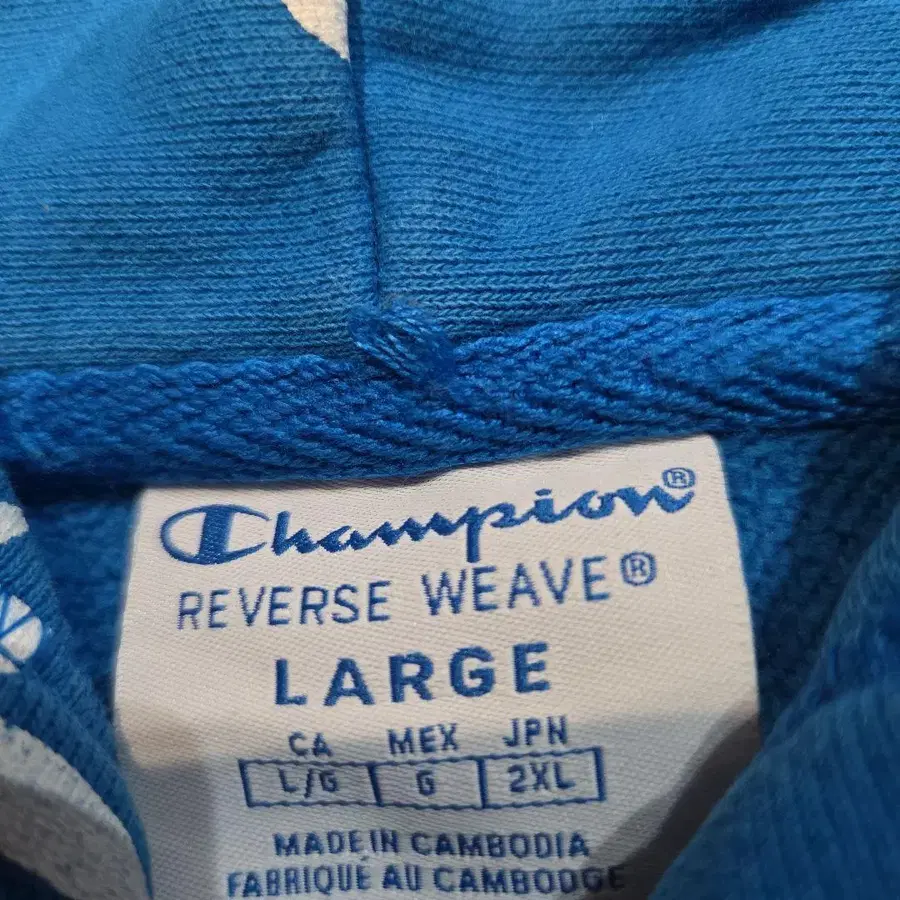 Champion®
REVERSE WEAVE®
LARGE
CA MEX JPN
L/G G 2XL
MADE IN CAMBODIA
FABRIQUÉ AU CAMBODGE